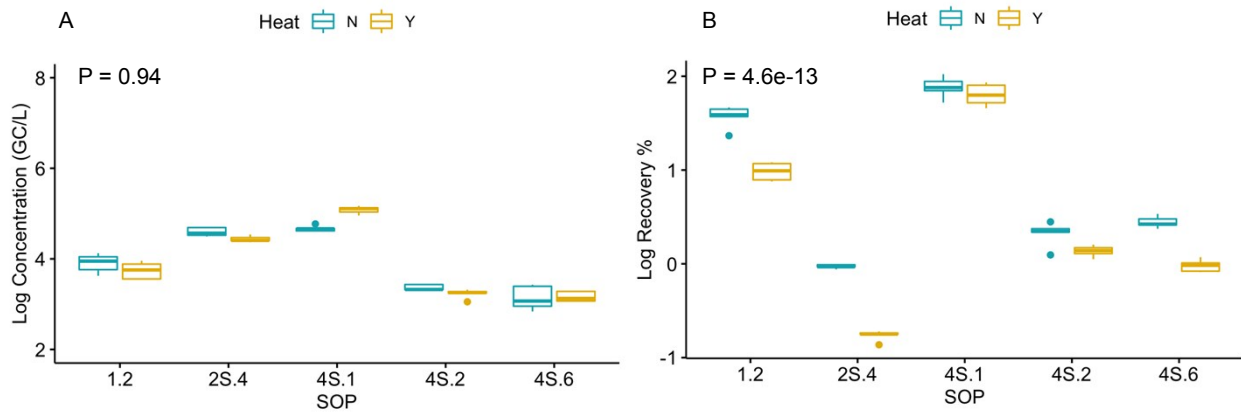 A
Heat N Y
P = 0.94
Log Concentration (GC/L)
8
6
4
2
1.2 2S.4 4S.1 4S.2 4S.6
SOP
B
Heat N Y
P = 4.6e-13
Log Recovery %
2
1
0
-1
1.2 2S.4 4S.1 4S.2 4S.6
SOP